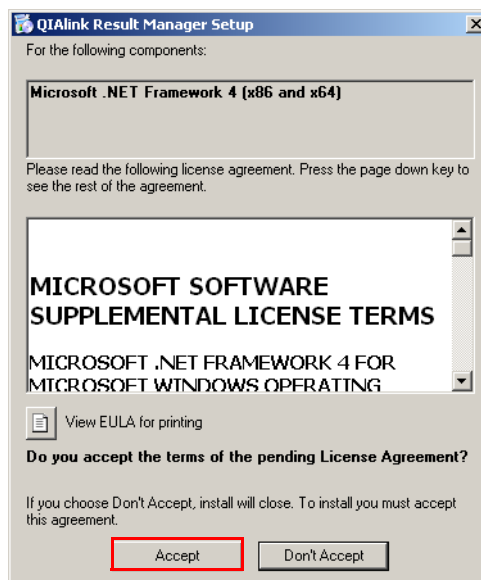 QIAlink Result Manager Setup
For the following components:
Microsoft .NET Framework 4 (x86 and x64)
Please read the following license agreement. Press the page down key to
see the rest of the agreement.
MICROSOFT SOFTWARE
SUPPLEMENTAL LICENSE TERMS
MICROSOFT .NET FRAMEWORK 4 FOR
MICROSOFT WINDOWS OPERATING
View EULA for printing
Do you accept the terms of the pending License Agreement?
If you choose Don't Accept, install will close. To install you must accept
this agreement.
Accept
Don't Accept